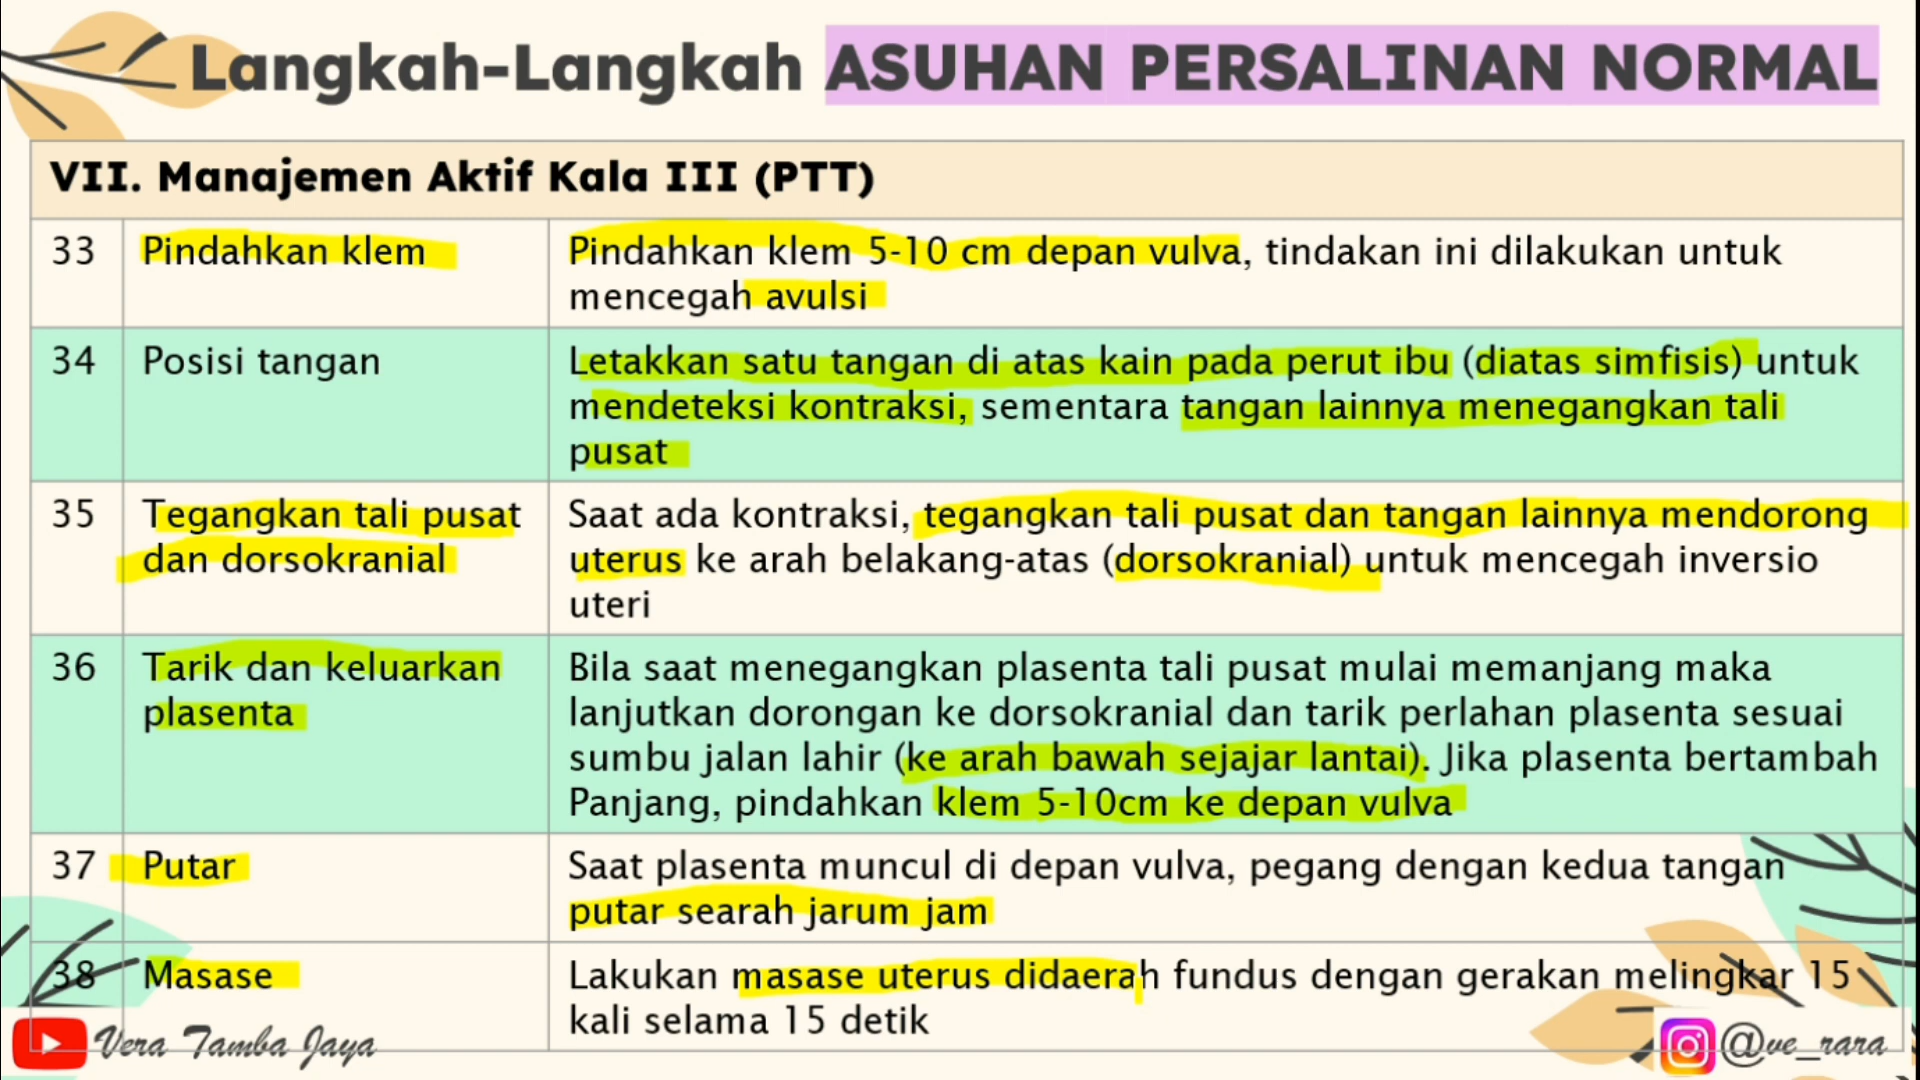 Langkah-Langkah ASUHAN PERSALINAN NORMAL
VII. Manajemen Aktif Kala III (PTT)
33
Pindahkan klem
Pindahkan klem 5-10 cm depan vulva, tindakan ini dilakukan untuk
mencegah avulsi
34
Posisi tangan
Letakkan satu tangan di atas kain pada perut ibu (diatas simfisis) untuk
mendeteksi kontraksi, sementara tangan lainnya menegangkan tali
pusat
35
Tegangkan tali pusat
dan dorsokranial
Saat ada kontraksi, tegangkan tali pusat dan tangan lainnya mendorong
uterus ke arah belakang-atas (dorsokranial) untuk mencegah inversio
uteri
36
Tarik dan keluarkan
plasenta
Bila saat menegangkan plasenta tali pusat mulai memanjang maka
lanjutkan dorongan ke dorsokranial dan tarik perlahan plasenta sesuai
sumbu jalan lahir (ke arah bawah sejajar lantai). Jika plasenta bertambah
Panjang, pindahkan klem 5-10cm ke depan vulva
37
Putar
Saat plasenta muncul di depan vulva, pegang dengan kedua tangan
putar searah jarum jam
38
Masase
Lakukan masase uterus didaerah fundus dengan gerakan melingkar 15
kali selama 15 detik
Vera Tamba Jaya
@ve_rara